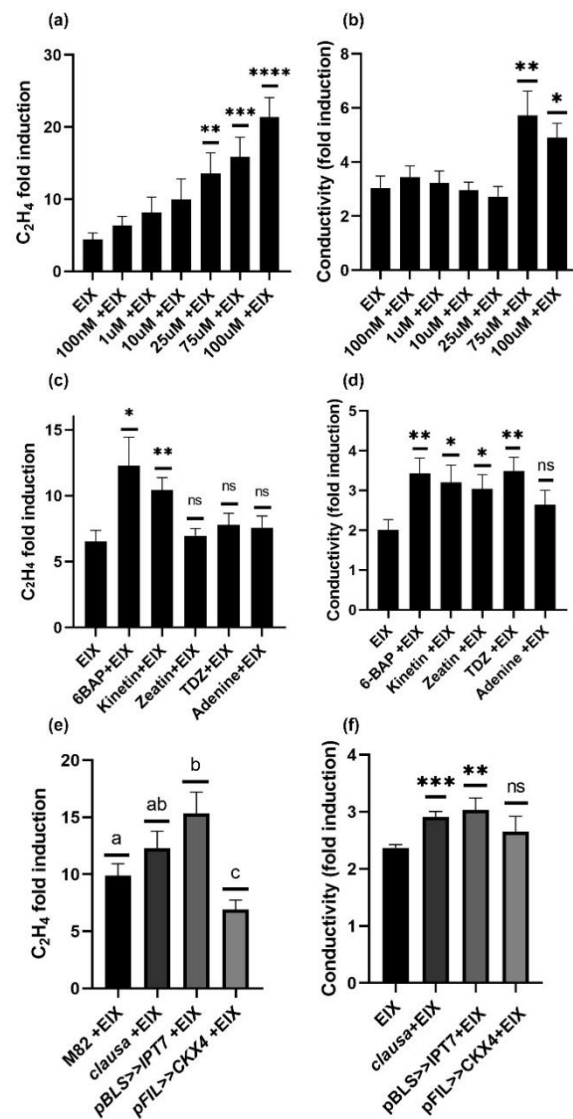 (a)
C₂H₄ fold induction
30
20
10
0
**
***
****
EIX
100nM +EIX
1uM +EIX
10uM +EIX
25uM +EIX
75uM +EIX
100uM +EIX
(b)
Conductivity (fold induction)
8
6
4
2
0
**
*
EIX
100nM +EIX
1uM +EIX
10uM +EIX
25uM +EIX
75uM +EIX
100uM +EIX
(c)
C₂H₄ fold induction
15
10
5
0
*
**
ns
ns
ns
EIX
6BAP+EIX
Kinetin+EIX
Zeatin+EIX
TDZ+EIX
Adenine+EIX
(d)
Conductivity (fold induction)
5
4
3
2
1
0
**
*
*
**
ns
EIX
6-BAP +EIX
Kinetin +EIX
Zeatin +EIX
TDZ +EIX
Adenine +EIX
(e)
C₂H₄ fold induction
20
15
10
5
0
a
ab
b
c
M82 +EIX
clausa +EIX
pBLS>>IPT7 +EIX
pFIL>>CKX4 +EIX
(f)
Conductivity (fold induction)
4
3
2
1
0
***
**
ns
EIX
clausa+EIX
pBLS>>IPT7+EIX
pFIL>>CKX4+EIX